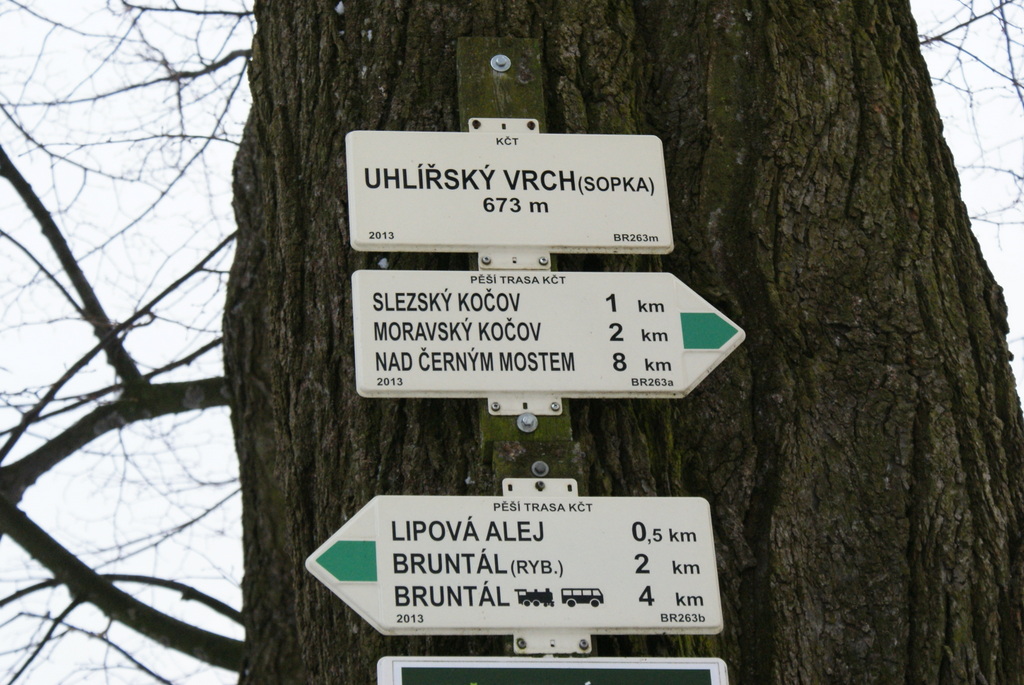 KČT
UHLÍŘSKÝ VRCH (SOPKA)
673 m
2013 BR263m
PĚŠÍ TRASA KČT
SLEZSKÝ KOČOV 1 km
MORAVSKÝ KOČOV 2 km
NAD ČERNÝM MOSTEM 8 km
2013 BR263a
PĚŠÍ TRASA KČT
LIPOVÁ ALEJ 0,5 km
BRUNTÁL (RYB.) 2 km
BRUNTÁL 4 km
2013 BR263b